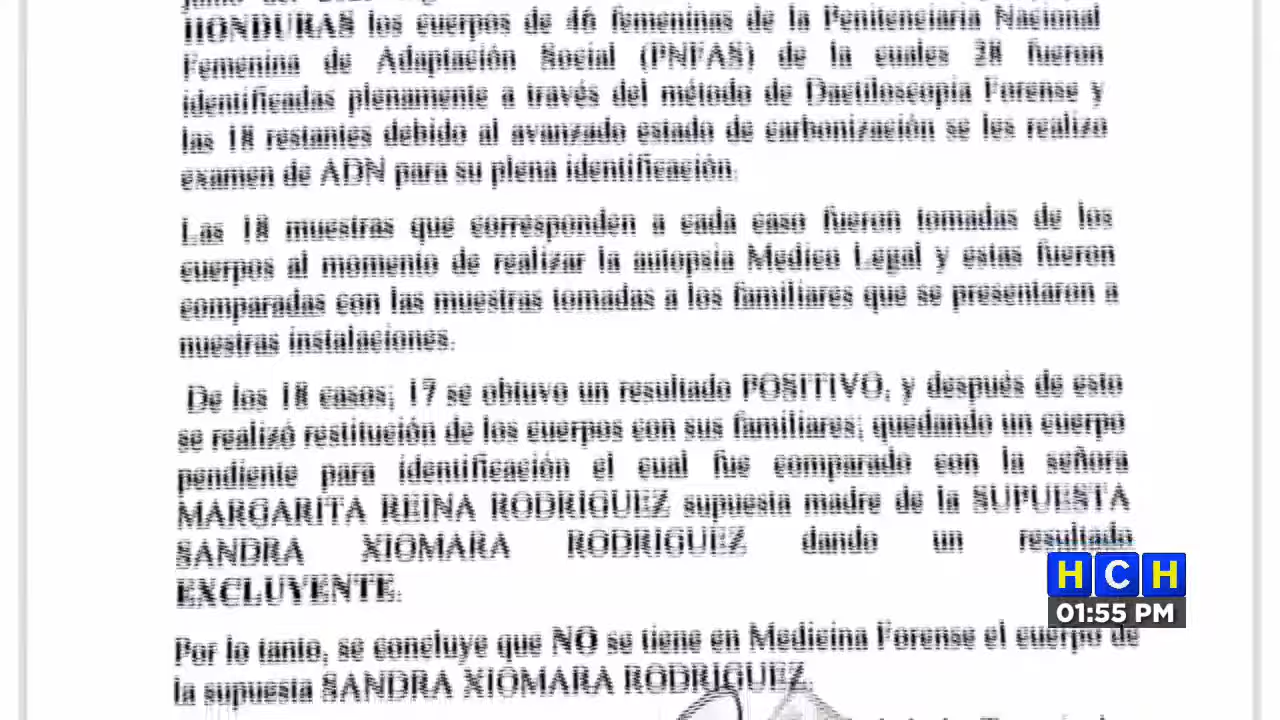 HONDURAS los cuerpos de 46 femeninas de la Penitenciaria Nacional
Femenina de Adaptación Social (PNFAS) de la cuales 28 fueron
identificadas plenamente a través del método de Dactiloscopia Forense y
las 18 restantes debido al avanzado estado de carbonización se les realizo
examen de ADN para su plena identificación.
Las 18 muestras que corresponden a cada caso fueron tomadas de los
cuerpos al momento de realizar la autopsia Medico Legal y estas fueron
comparadas con las muestras tomadas a los familiares que se presentaron a
nuestras instalaciones.
De los 18 casos; 17 se obtuvo un resultado POSITIVO, y después de esto
se realizó restitución de los cuerpos con sus familiares; quedando un cuerpo
pendiente para identificación el cual fue comparado con la señora
MARGARITA REINA RODRIGUEZ supuesta madre de la SUPUESTA
SANDRA XIOMARA RODRIGUEZ dando un resultado
EXCLUYENTE.
HCH
01:55 PM
Por lo tanto, se concluye que NO se tiene en Medicina Forense el cuerpo de
la supuesta SANDRA XIOMARA RODRIGUEZ.